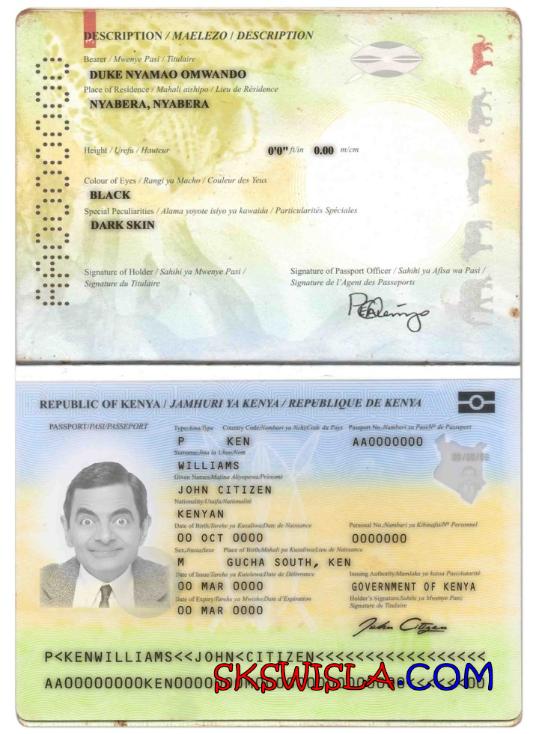 DESCRIPTION / MAELEZO / DESCRIPTION
Bearer / Mwenye Pasi / Titulaire
DUKE NYAMAO OMWANDO
Place of Residence / Mahali aishipo / Lieu de Résidence
NYABERA, NYABERA
Height / Urefu / Hauteur 0'0" ft/in 0.00 m/cm
Colour of Eyes / Rangi ya Macho / Couleur des Yeux
BLACK
Special Peculiarities / Alama yoyote isiyo ya kawaida / Particularités Spéciales
DARK SKIN
Signature of Holder / Sahihi ya Mwenye Pasi / Signature of Passport Officer / Sahihi ya Afisa wa Pasi /
Signature du Titulaire Signature de l'Agent des Passeports
REPUBLIC OF KENYA / JAMHURI YA KENYA / REPUBLIQUE DE KENYA
PASSPORT/PASI/PASSEPORT Type/Aina/Type Country Code/Nambari ya Nchi/Code du Pays Passport No./Nambari ya Pasi/Nº de Passeport
P KEN AA0000000
Surname/Jina la Ukoo/Nom
WILLIAMS
Given Names/Majina Aliyopewa/Prénoms
JOHN CITIZEN
Nationality/Utaifa/Nationalité
KENYAN
Date of Birth/Tarehe ya Kuzaliwa/Date de Naissance Personal No./Nambari ya Kibinafsi/Nº Personnel
00 OCT 0000 0000000
Sex/Jinsia/Sexe Place of Birth/Mahali ya Kuzaliwa/Lieu de Naissance
M GUCHA SOUTH, KEN
Date of Issue/Tarehe ya Kutolewa/Date de Délivrance Issuing Authority/Mamlaka ya kutoa Pasi/Autorité
00 MAR 0000 GOVERNMENT OF KENYA
Date of Expiry/Tareha ya Mwisho/Date d'Expiration Holder's Signature/Sahihi ya Mwenye Pasi/
Signature du Titulaire
00 MAR 0000
John Citizen
P<KENWILLIAMS<<JOHN<CITIZEN<<<<<<<<<<<<<<<<<
SKSWISLA.COM